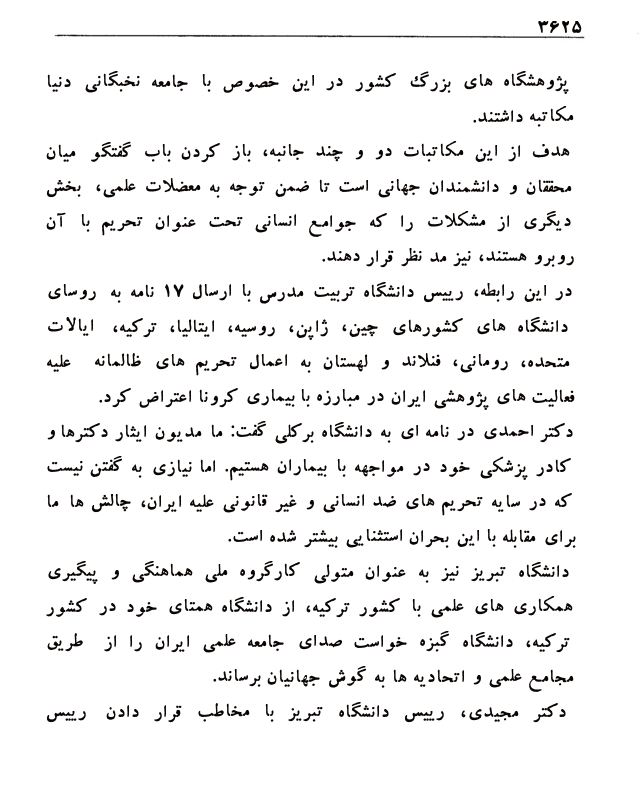 ۳۶۲۵
پژوهشگاه های بزرگ کشور در این خصوص با جامعه نخبگانی دنیا
مکاتبه داشتند.
هدف از این مکاتبات دو و چند جانبه، باز کردن باب گفتگو میان
محققان و دانشمندان جهانی است تا ضمن توجه به معضلات علمی، بخش
دیگری از مشکلات را که جوامع انسانی تحت عنوان تحریم با آن
روبرو هستند، نیز مد نظر قرار دهند.
در این رابطه، رییس دانشگاه تربیت مدرس با ارسال ۱۷ نامه به روسای
دانشگاه های کشورهای چین، ژاپن، روسیه، ایتالیا، ترکیه، ایالات
متحده، رومانی، فنلاند و لهستان به اعمال تحریم های ظالمانه علیه
فعالیت های پژوهشی ایران در مبارزه با بیماری کرونا اعتراض کرد.
دکتر احمدی در نامه ای به دانشگاه برکلی گفت: ما مدیون ایثار دکترها و
کادر پزشکی خود در مواجهه با بیماران هستیم. اما نیازی به گفتن نیست
که در سایه تحریم های ضد انسانی و غیر قانونی علیه ایران، چالش ها ما
برای مقابله با این بحران استثنایی بیشتر شده است.
دانشگاه تبریز نیز به عنوان متولی کارگروه ملی هماهنگی و پیگیری
همکاری های علمی با کشور ترکیه، از دانشگاه همتای خود در کشور
ترکیه، دانشگاه گبزه خواست صدای جامعه علمی ایران را از طریق
مجامع علمی و اتحادیه ها به گوش جهانیان برساند.
دکتر مجیدی، رییس دانشگاه تبریز با مخاطب قرار دادن رییس